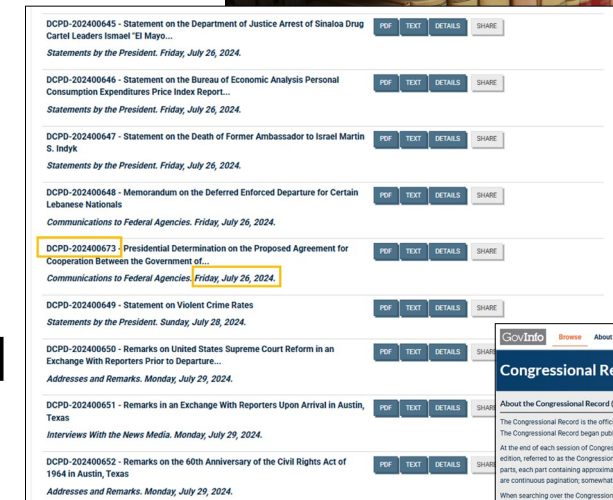 DCPD-202400645 - Statement on the Department of Justice Arrest of Sinaloa Drug
Cartel Leaders Ismael "El Mayo...
PDF TEXT DETAILS SHARE
Statements by the President. Friday, July 26, 2024.
DCPD-202400646 - Statement on the Bureau of Economic Analysis Personal
Consumption Expenditures Price Index Report...
PDF TEXT DETAILS SHARE
Statements by the President. Friday, July 26, 2024.
DCPD-202400647 - Statement on the Death of Former Ambassador to Israel Martin
S. Indyk
PDF TEXT DETAILS SHARE
Statements by the President. Friday, July 26, 2024.
DCPD-202400648 - Memorandum on the Deferred Enforced Departure for Certain
Lebanese Nationals
PDF TEXT DETAILS SHARE
Communications to Federal Agencies. Friday, July 26, 2024.
DCPD-202400673 - Presidential Determination on the Proposed Agreement for
Cooperation Between the Government of...
PDF TEXT DETAILS SHARE
Communications to Federal Agencies. Friday, July 26, 2024.
DCPD-202400649 - Statement on Violent Crime Rates
PDF TEXT DETAILS SHARE
Statements by the President. Sunday, July 28, 2024.
DCPD-202400650 - Remarks on United States Supreme Court Reform in an
Exchange With Reporters Prior to Departure...
PDF TEXT DETAILS SHARE
Addresses and Remarks. Monday, July 29, 2024.
DCPD-202400651 - Remarks in an Exchange With Reporters Upon Arrival in Austin,
Texas
PDF TEXT DETAILS SHAR
Interviews With the News Media. Monday, July 29, 2024.
DCPD-202400652 - Remarks on the 60th Anniversary of the Civil Rights Act of
1964 in Austin, Texas
PDF TEXT DETAILS SHAR
Addresses and Remarks. Monday, July 29, 2024.
GovInfo Browse About
Congressional Re
About the Congressional Record (
The Congressional Record is the offic
The Congressional Record began publ
At the end of each session of Congres
edition, referred to as the Congression
parts, each part containing approxima
are continuous pagination; somewha
When searching over the Congression